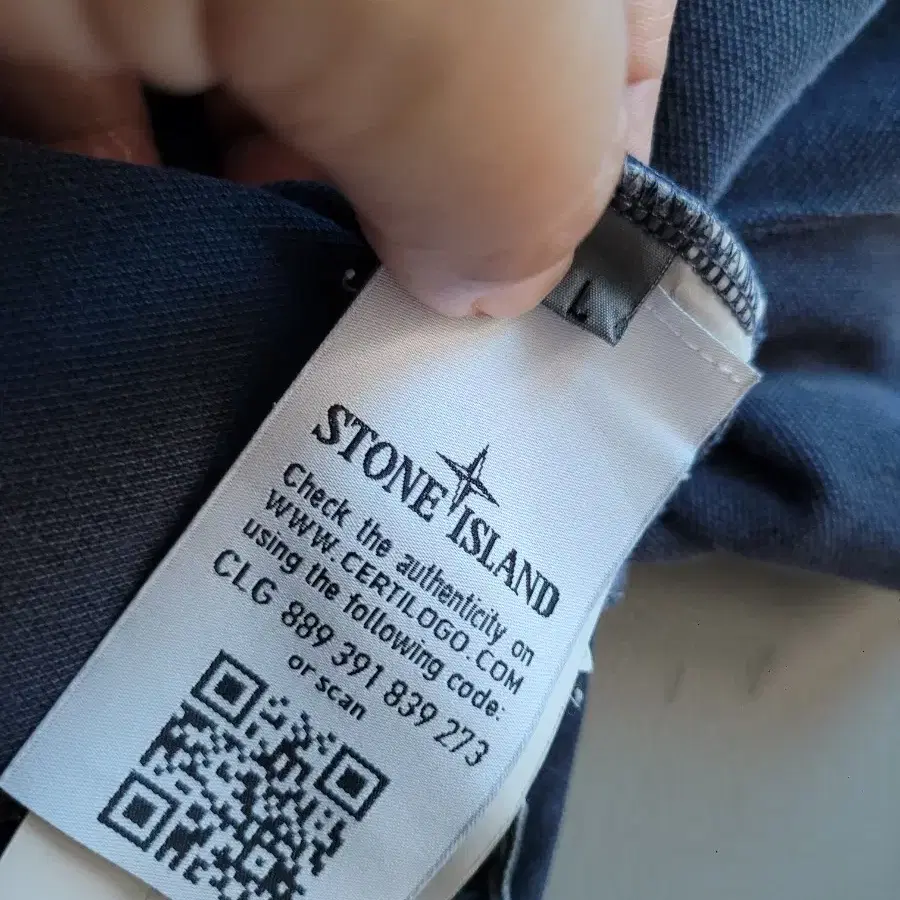 L
STONE ISLAND
Check the authenticity on
WWW.CERTILOGO.COM
using the following code:
CLG 889 391 839 273
or scan